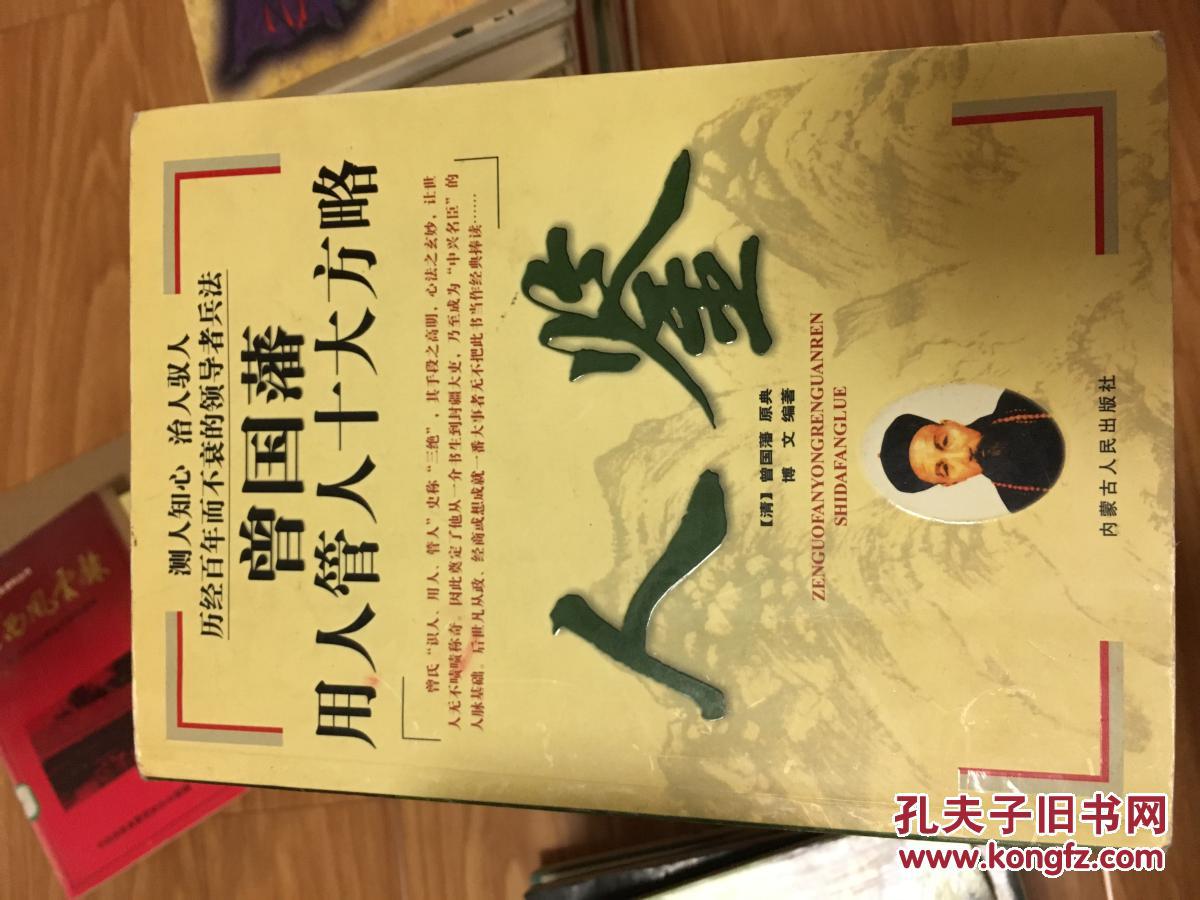 测人知心 治人驭人
历经百年而不衰的领导者兵法
曾国藩
用人管人十大方略
曾氏“识人、用人、管人”史称“三绝”，其手段之高明，心法之玄妙，让世
人无不啧啧称奇。因此奠定了他从一介书生到封疆大吏，乃至成为“中兴名臣”的
人脉基础。后世凡从政、经商或想成就一番大事者无不把此书当作经典捧读……
人鉴
【清】曾国藩 原典
博 文 编著
ZENGUOFANYONGRENGUANREN
SHIDAFANGLUE
内蒙古人民出版社
孔夫子旧书网
www.kongfz.com